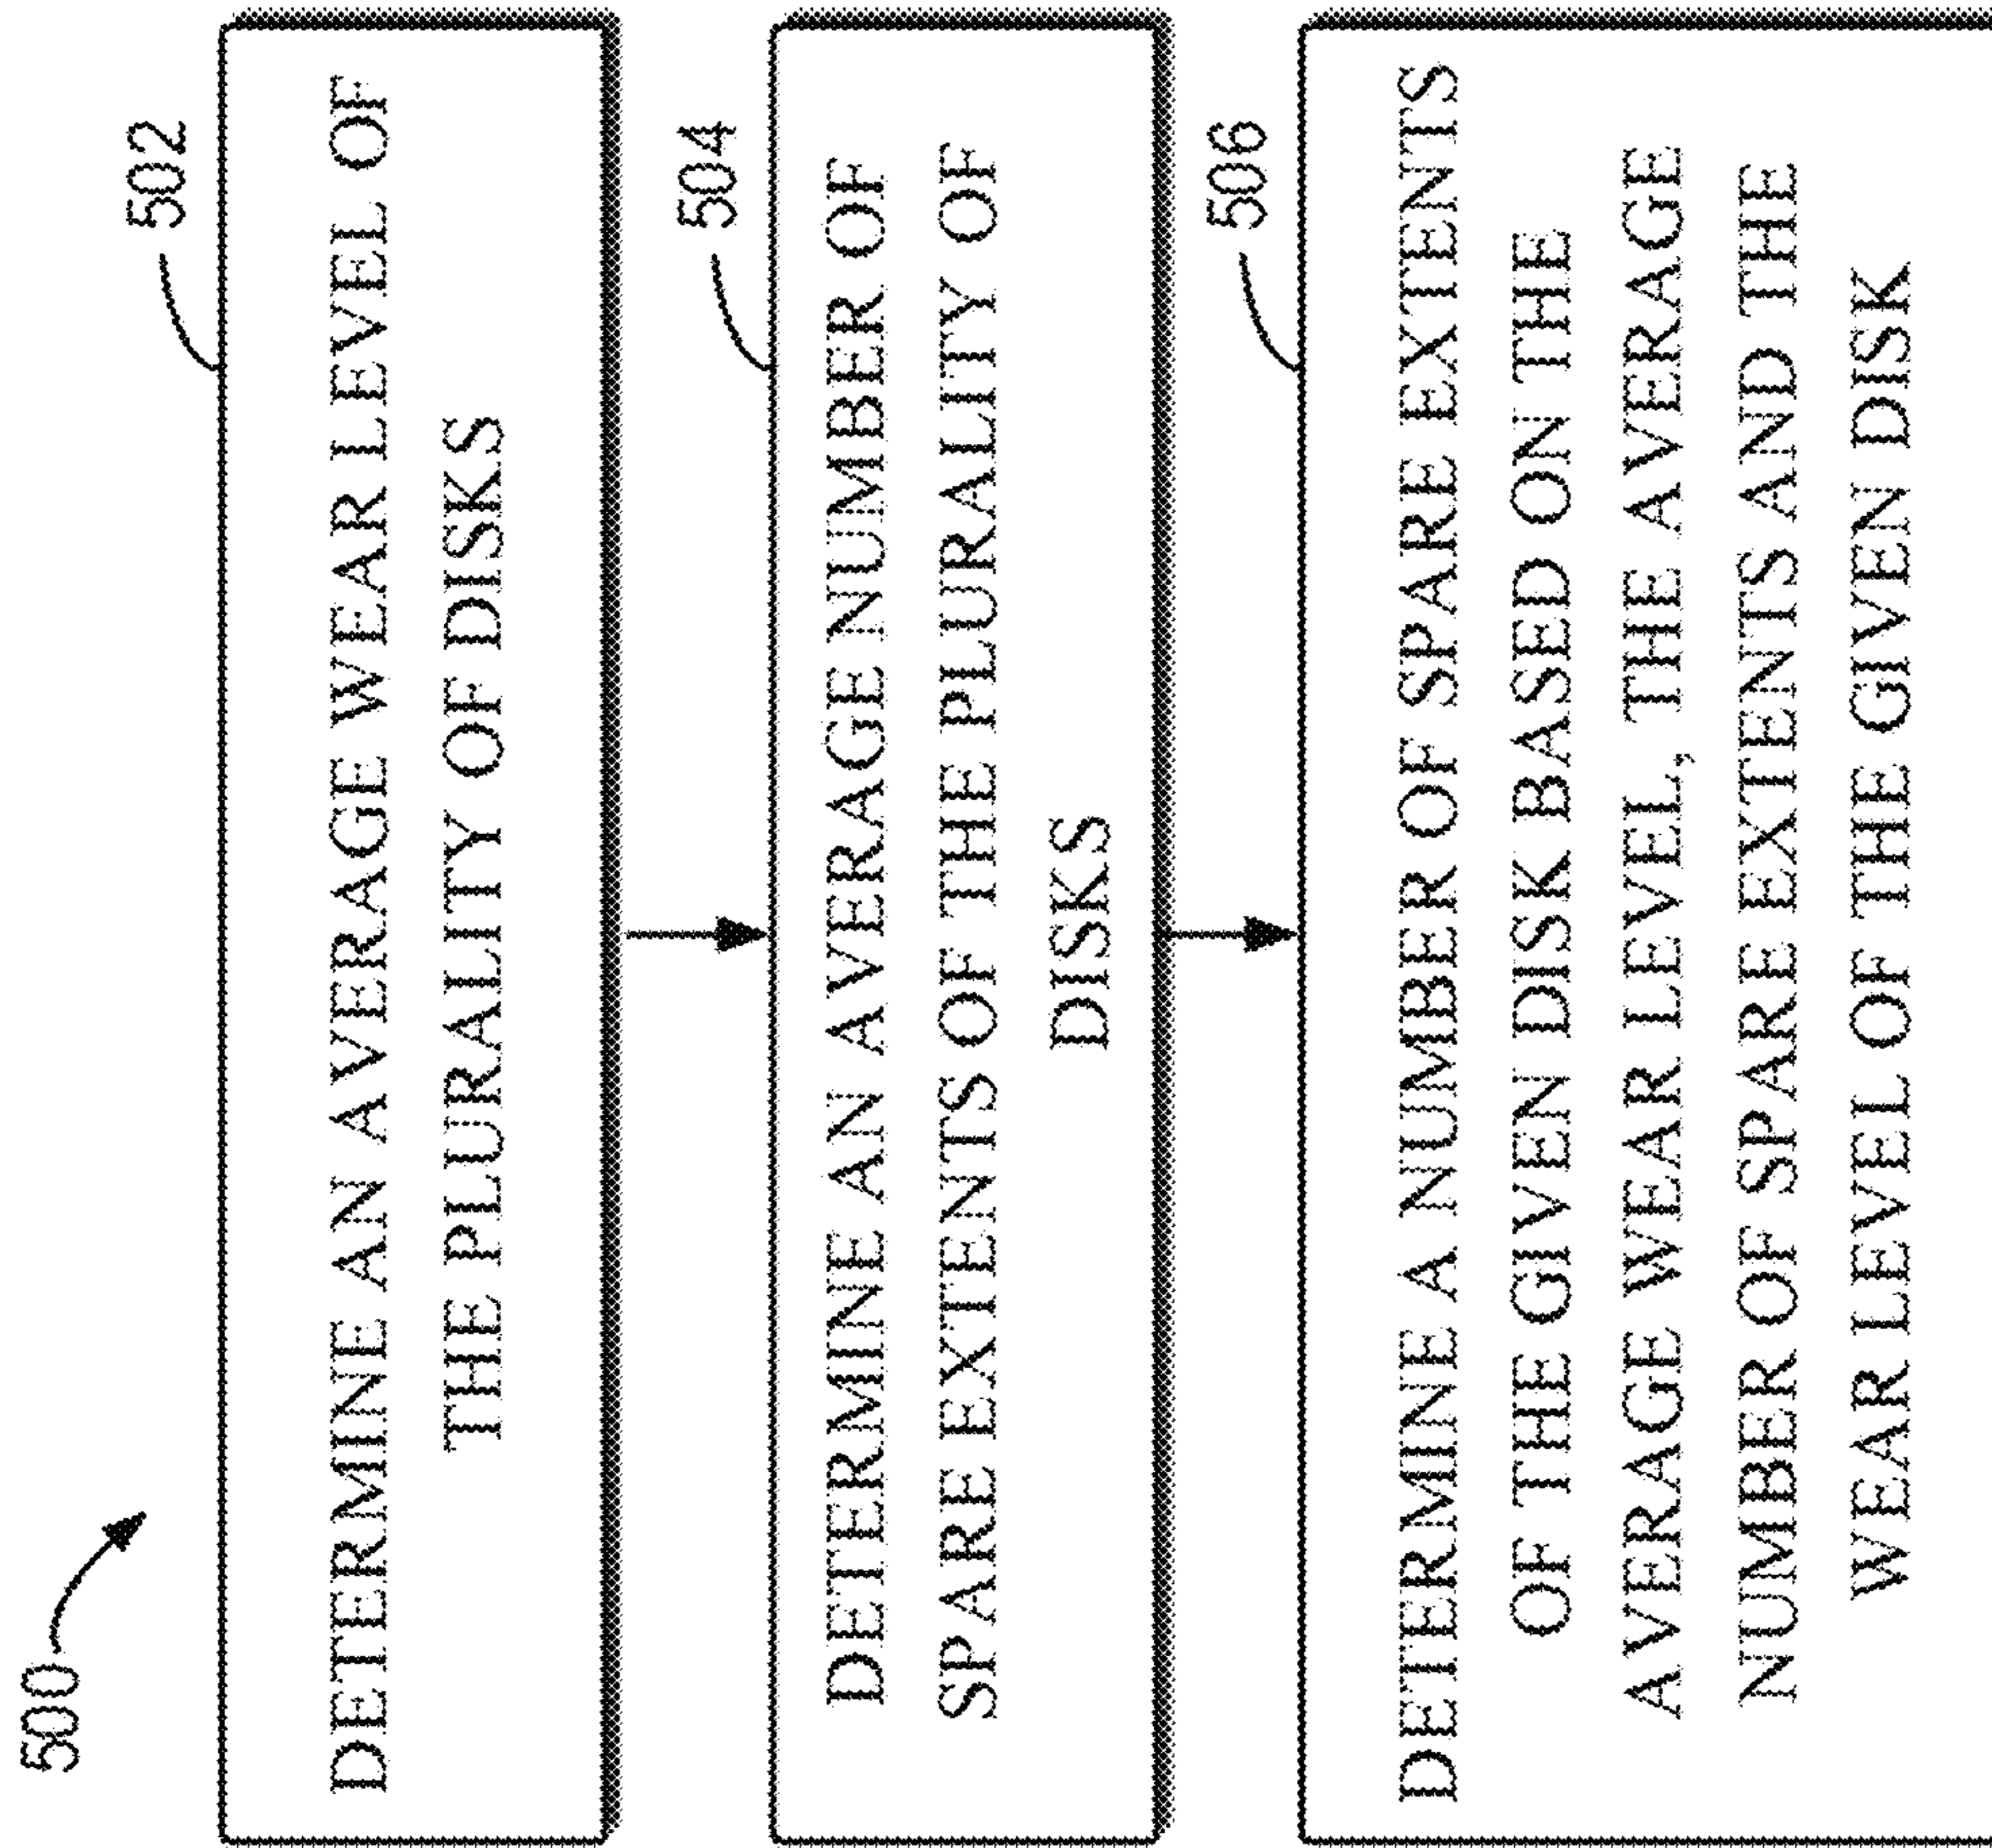 500
502
DETERMINE AN AVERAGE WEAR LEVEL OF
THE PLURALITY OF DISKS
504
DETERMINE AN AVERAGE NUMBER OF
SPARE EXTENTS OF THE PLURALITY OF
DISKS
506
DETERMINE A NUMBER OF SPARE EXTENTS
OF THE GIVEN DISK BASED ON THE
AVERAGE WEAR LEVEL, THE AVERAGE
NUMBER OF SPARE EXTENTS AND THE
WEAR LEVEL OF THE GIVEN DISK